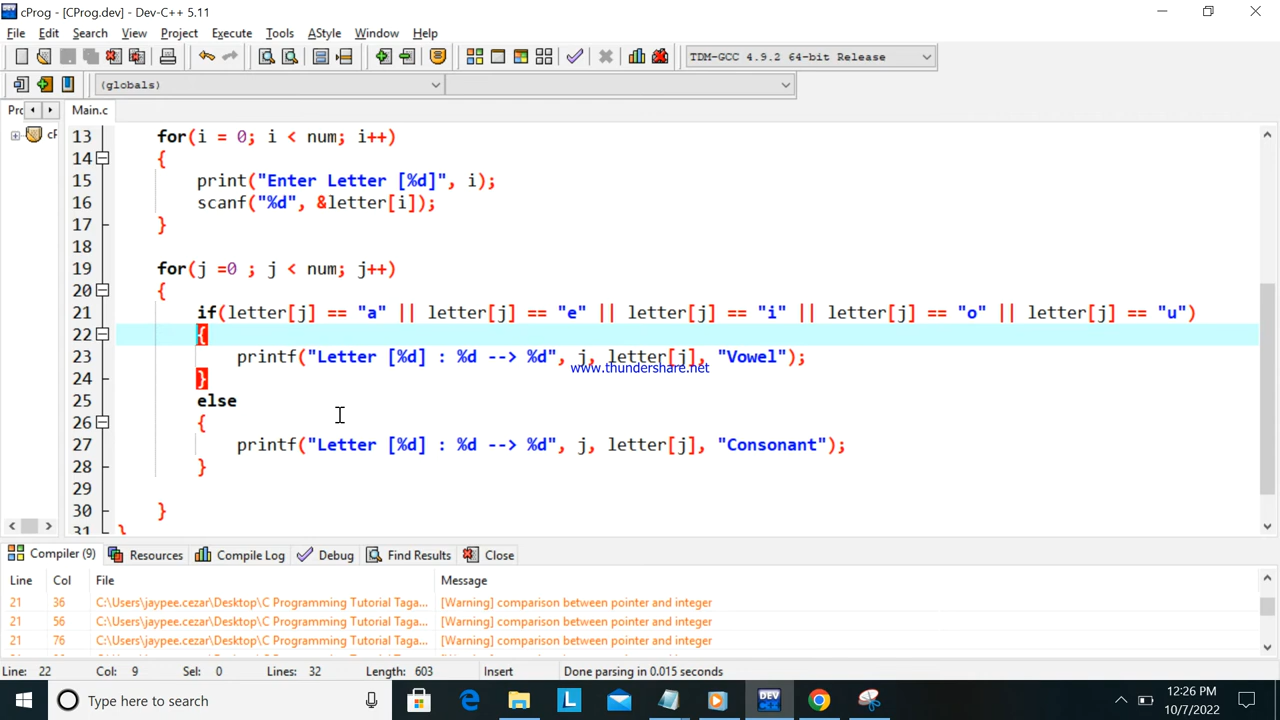 cProg - [CProg.dev] - Dev-C++ 5.11
File Edit Search View Project Execute Tools AStyle Window Help
TDM-GCC 4.9.2 64-bit Release
(globals)
Prc Main.c
cF
13 for(i = 0; i < num; i++)
14 {
15 print("Enter Letter [%d]", i);
16 scanf("%d", &letter[i]);
17 }
18
19 for(j =0 ; j < num; j++)
20 {
21 if(letter[j] == "a" || letter[j] == "e" || letter[j] == "i" || letter[j] == "o" || letter[j] == "u")
22 {
23 printf("Letter [%d] : %d --> %d", j, letter[j], "Vowel");
www.thundershare.net
24 }
25 else
26 {
27 printf("Letter [%d] : %d --> %d", j, letter[j], "Consonant");
28 }
29
30 }
31 }
Compiler (9) Resources Compile Log Debug Find Results Close
Line Col File Message
21 36 C:\Users\jaypee.cezar\Desktop\C Programming Tutorial Taga... [Warning] comparison between pointer and integer
21 56 C:\Users\jaypee.cezar\Desktop\C Programming Tutorial Taga... [Warning] comparison between pointer and integer
21 76 C:\Users\jaypee.cezar\Desktop\C Programming Tutorial Taga... [Warning] comparison between pointer and integer
Line: 22 Col: 9 Sel: 0 Lines: 32 Length: 603 Insert Done parsing in 0.015 seconds
Type here to search
L
DEV
12:26 PM
10/7/2022